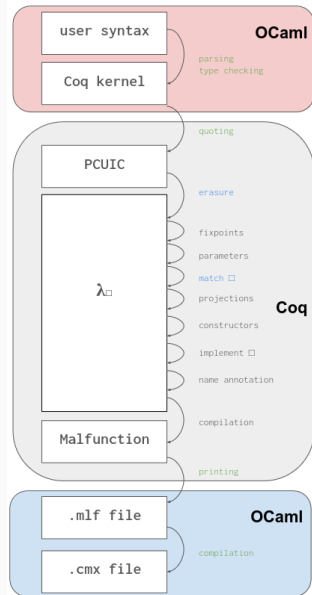 user syntax
OCaml
parsing
type checking
Coq kernel
quoting
PCUIC
erasure
fixpoints
parameters
match □
λ□
projections
Coq
constructors
implement □
name annotation
compilation
Malfunction
printing
.mlf file
OCaml
compilation
.cmx file